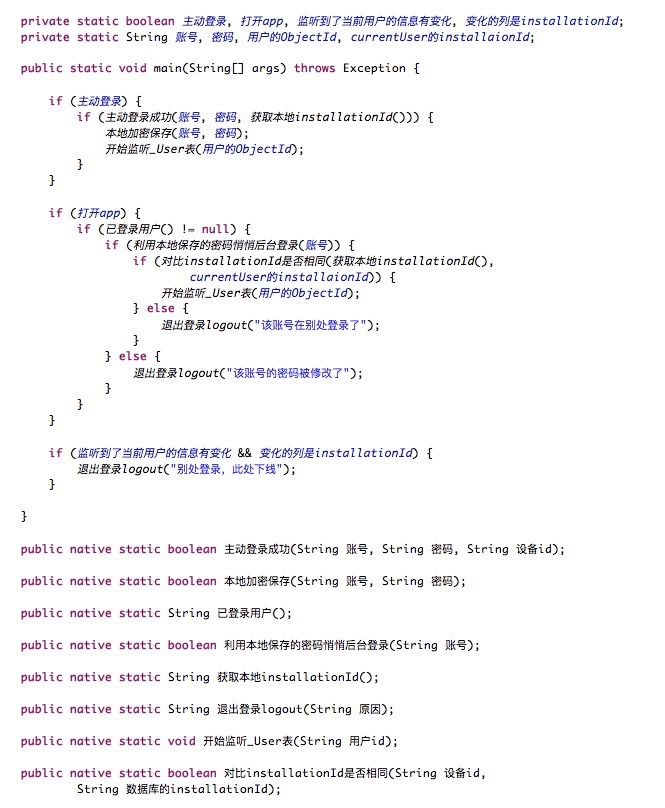 private static boolean 主动登录, 打开app, 监听到了当前用户的信息有变化, 变化的列是installationId;
private static String 账号, 密码, 用户的ObjectId, currentUser的installaionId;
public static void main(String[] args) throws Exception {
if (主动登录) {
if (主动登录成功(账号, 密码, 获取本地installationId())) {
本地加密保存(账号, 密码);
开始监听_User表(用户的ObjectId);
}
}
if (打开app) {
if (已登录用户() != null) {
if (利用本地保存的密码悄悄后台登录(账号)) {
if (对比installationId是否相同(获取本地installationId(),
currentUser的installaionId)) {
开始监听_User表(用户的ObjectId);
} else {
退出登录logout("该账号在别处登录了");
}
} else {
退出登录logout("该账号的密码被修改了");
}
}
}
if (监听到了当前用户的信息有变化 && 变化的列是installationId) {
退出登录logout("别处登录，此处下线");
}
}
public native static boolean 主动登录成功(String 账号, String 密码, String 设备id);
public native static boolean 本地加密保存(String 账号, String 密码);
public native static String 已登录用户();
public native static boolean 利用本地保存的密码悄悄后台登录(String 账号);
public native static String 获取本地installationId();
public native static String 退出登录logout(String 原因);
public native static void 开始监听_User表(String 用户id);
public native static boolean 对比installationId是否相同(String 设备id,
String 数据库的installationId);